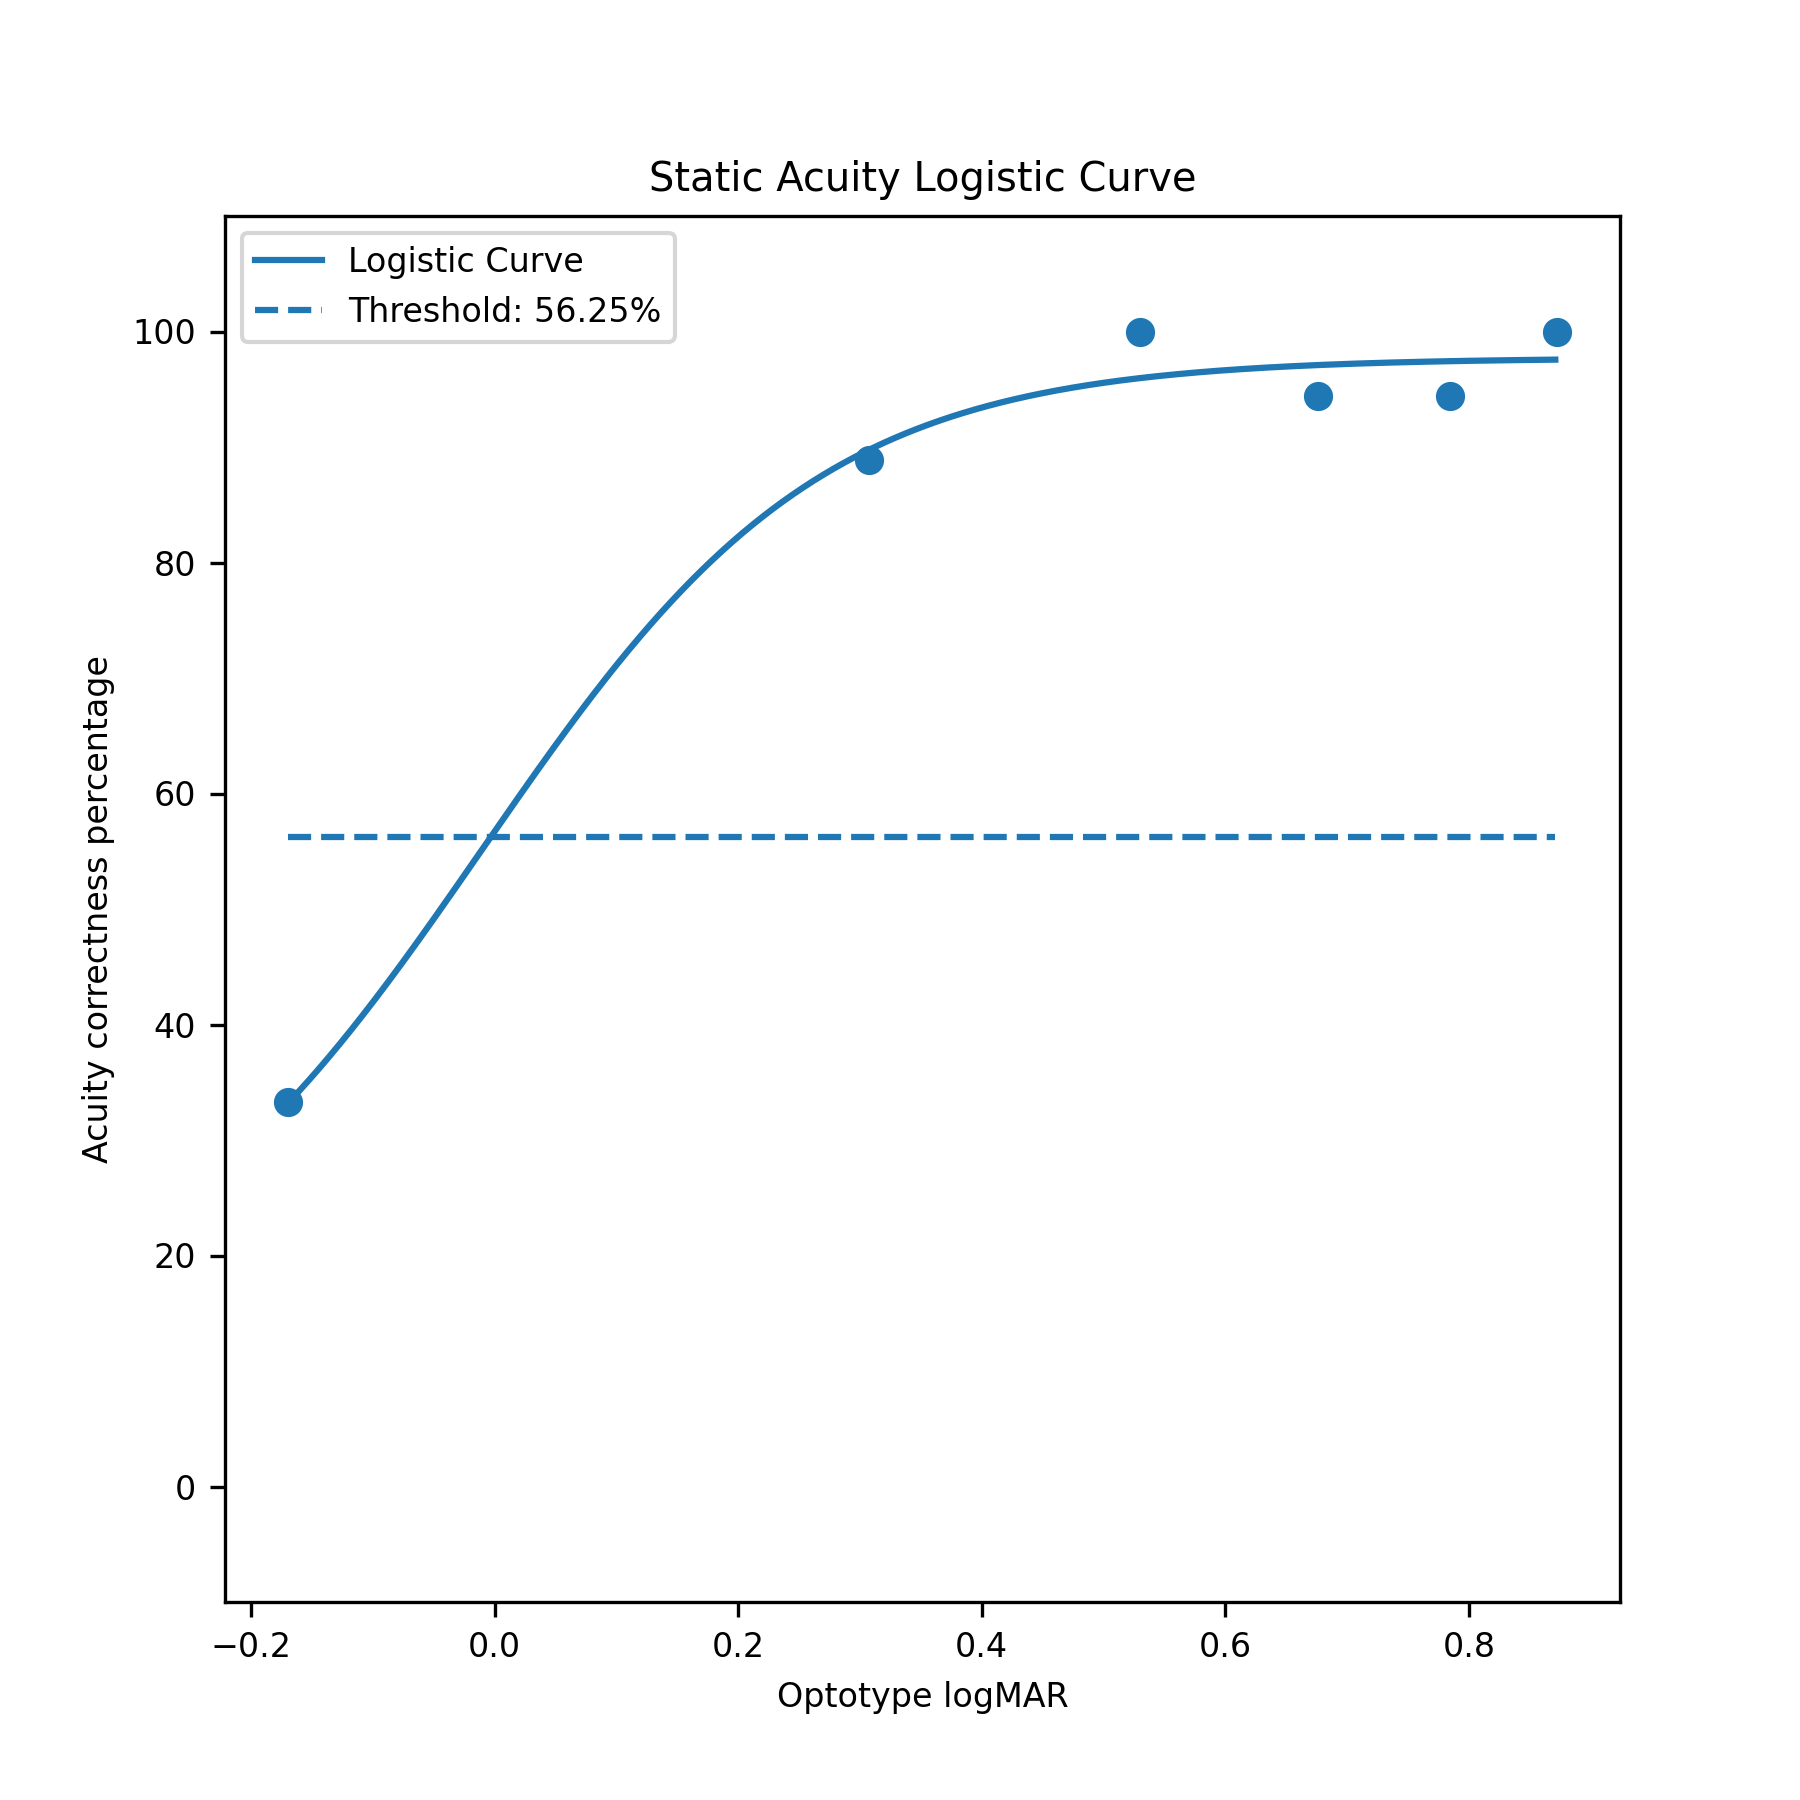 Static Acuity Logistic Curve
Logistic Curve
Threshold: 56.25%
100
80
60
40
20
0
Acuity correctness percentage
−0.2 0.0 0.2 0.4 0.6 0.8
Optotype logMAR